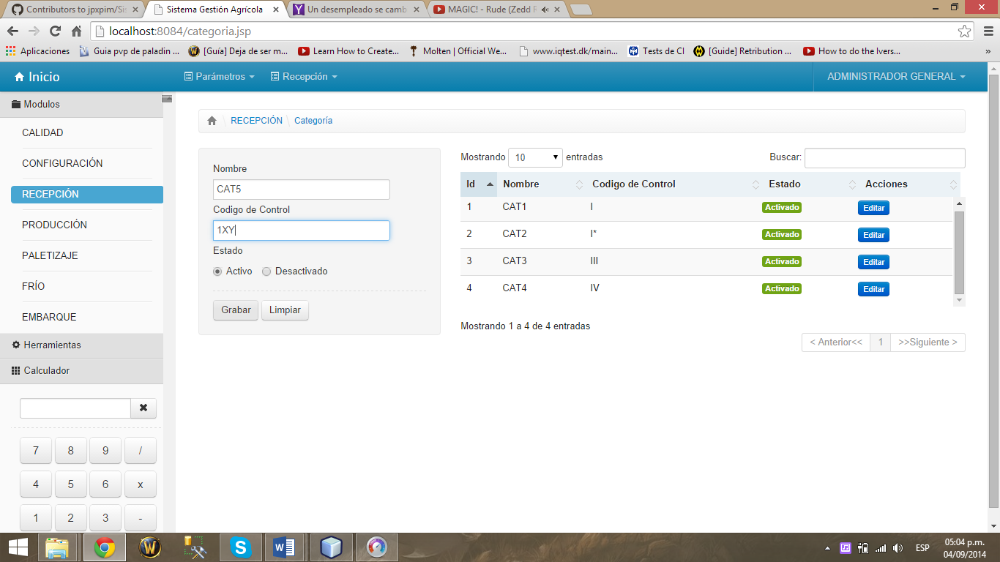 Contributors to jpxpim/Sis
Sistema Gestión Agrícola
Un desempleado se camb
MAGIC! - Rude (Zedd R
localhost:8084/categoria.jsp
Aplicaciones
Guia pvp de paladin ...
[Guía] Deja de ser m...
Learn How to Create...
Molten | Official We...
www.iqtest.dk/main...
Tests de CI
[Guide] Retribution ...
How to do the Ivers...
»
Inicio
Parámetros
Recepción
ADMINISTRADOR GENERAL
Modulos
CALIDAD
CONFIGURACIÓN
RECEPCIÓN
PRODUCCIÓN
PALETIZAJE
FRÍO
EMBARQUE
Herramientas
Calculador
7 8 9 /
4 5 6 x
1 2 3 -
RECEPCIÓN \ Categoría
Nombre
CAT5
Codigo de Control
1XY
Estado
Activo Desactivado
Grabar Limpiar
Mostrando 10 entradas
Buscar:
Id Nombre Codigo de Control Estado Acciones
1 CAT1 I Activado Editar
2 CAT2 I* Activado Editar
3 CAT3 III Activado Editar
4 CAT4 IV Activado Editar
Mostrando 1 a 4 de 4 entradas
< Anterior<< 1 >>Siguiente >
ESP
05:04 p.m.
04/09/2014